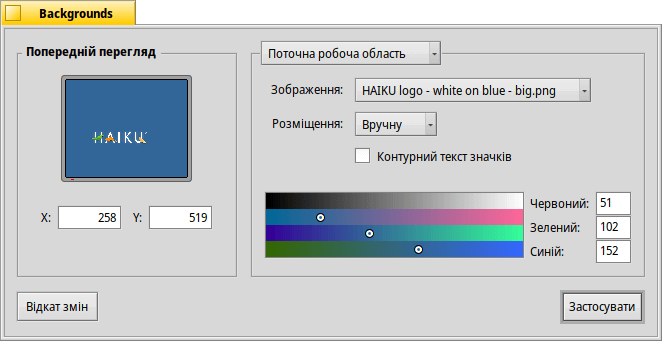 Backgrounds
Попередній перегляд
HAIKU
X: 258 Y: 519
Поточна робоча область
Зображення: HAIKU logo - white on blue - big.png
Розміщення: Вручну
Контурний текст значків
Червоний: 51
Зелений: 102
Синій: 152
Відкат змін
Застосувати